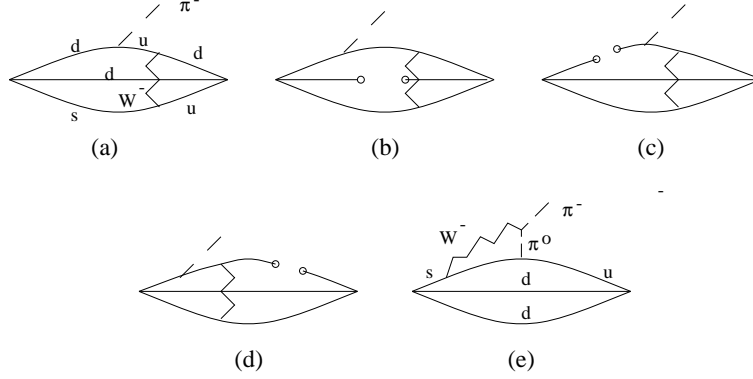 π⁻
d u d
d
W⁻
s u
(a) (b) (c)
π⁻
W⁻
π⁰
s d u
d
(d) (e)